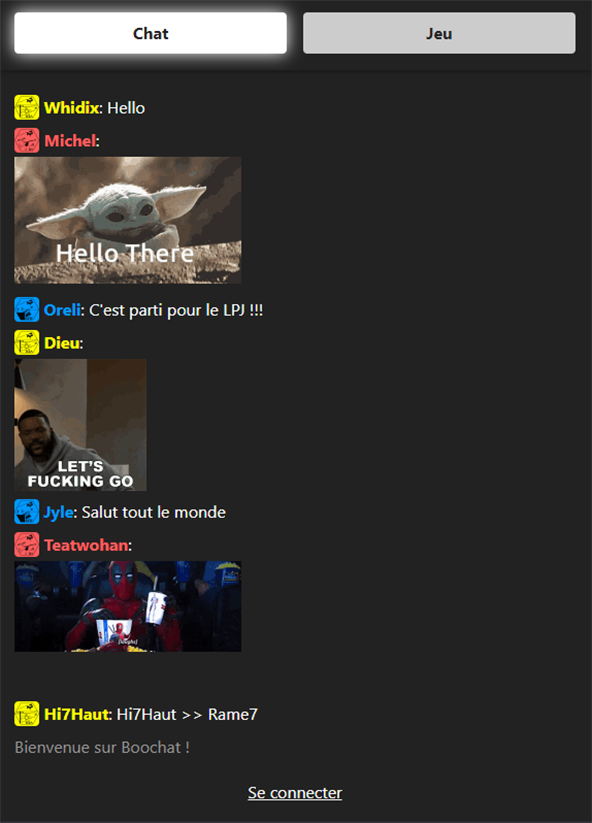 Chat
Jeu
Whidix: Hello
Michel:
Hello There
Oreli: C'est parti pour le LPJ !!!
Dieu:
LET'S
FUCKING GO
Jyle: Salut tout le monde
Teatwohan:
[laughs]
Hi7Haut: Hi7Haut >> Rame7
Bienvenue sur Boochat !
Se connecter